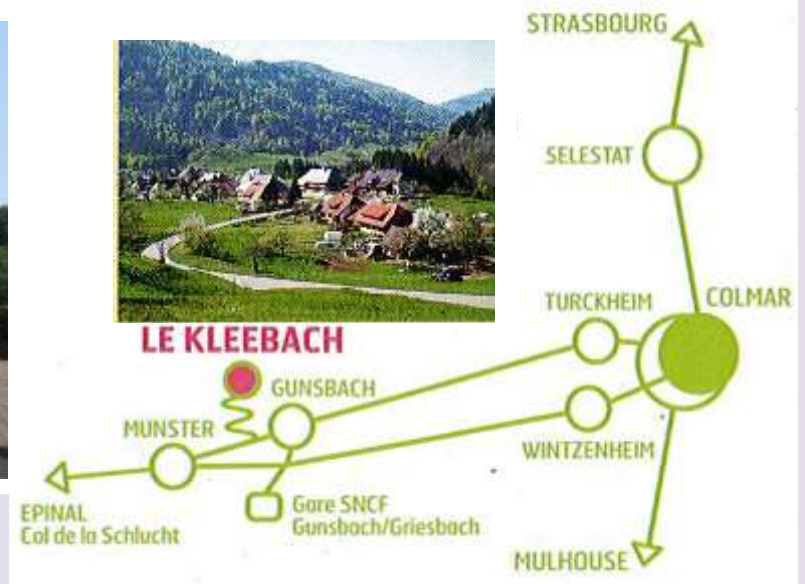 STRASBOURG
SELESTAT
TURCKHEIM
COLMAR
LE KLEEBACH
GUNSBACH
MUNSTER
WINTZENHEIM
EPINAL
Col de la Schlucht
Gare SNCF
Gunsbach/Griesbach
MULHOUSE